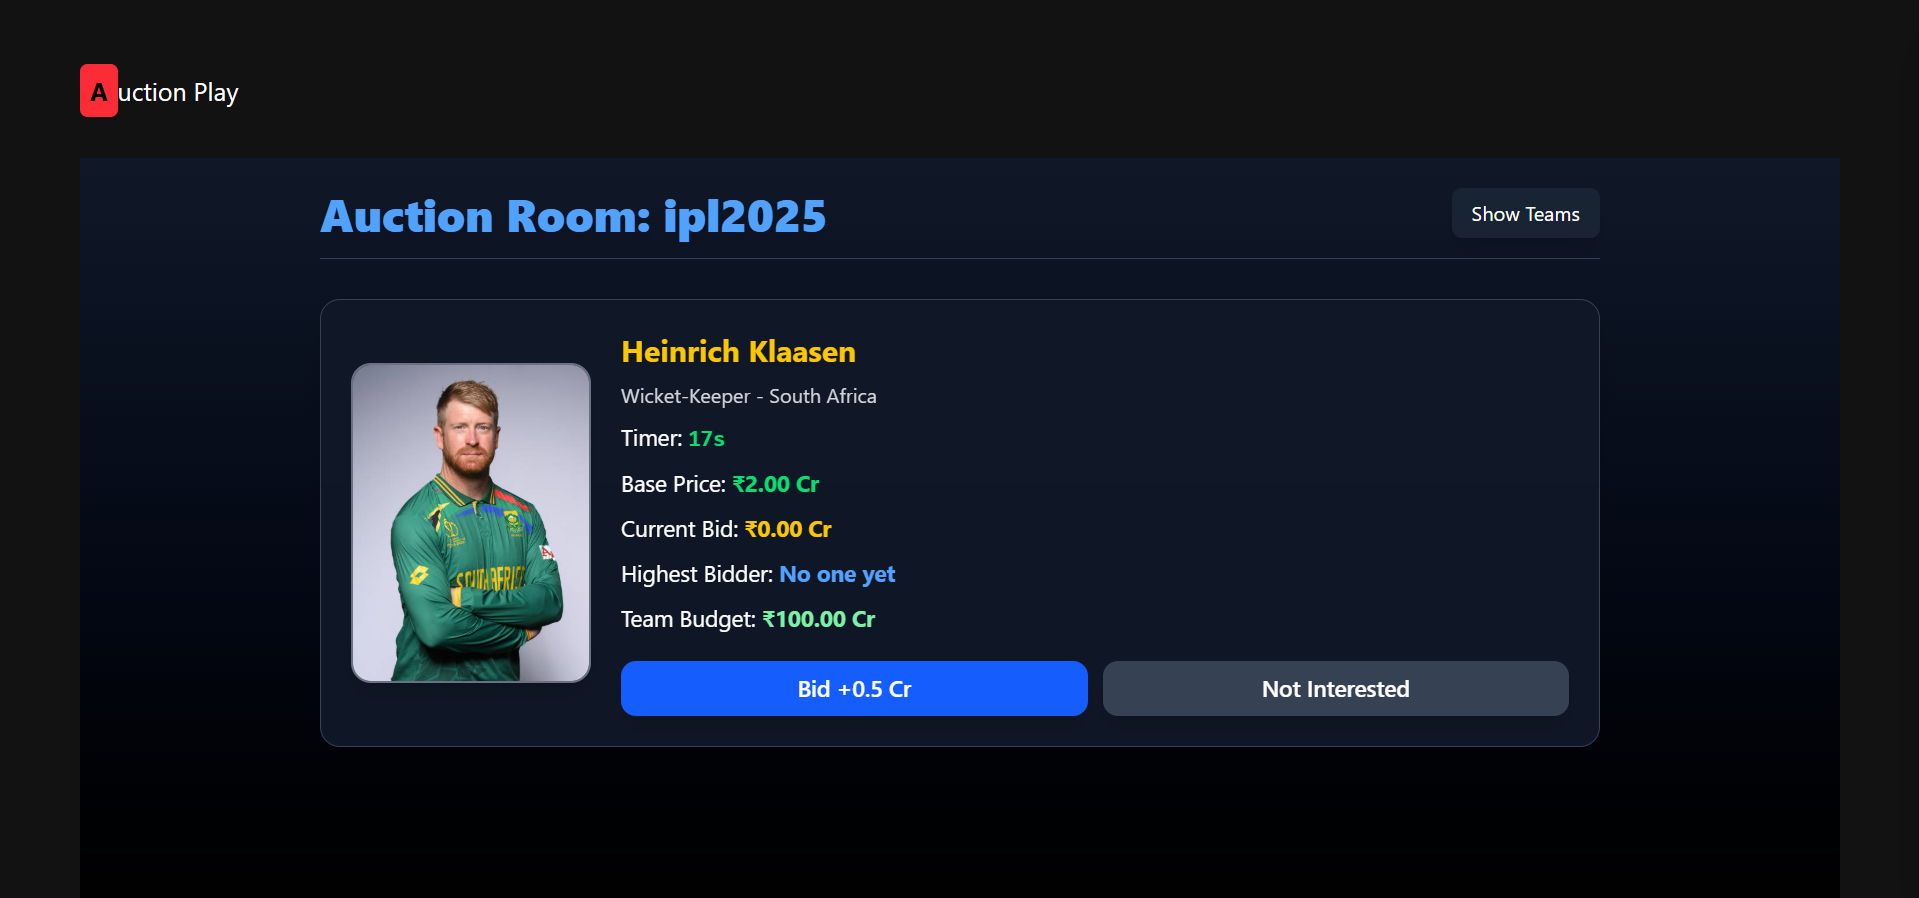 Auction Play
Auction Room: ipl2025
Show Teams
Heinrich Klaasen
Wicket-Keeper - South Africa
Timer: 17s
Base Price: ₹2.00 Cr
Current Bid: ₹0.00 Cr
Highest Bidder: No one yet
Team Budget: ₹100.00 Cr
Bid +0.5 Cr
Not Interested